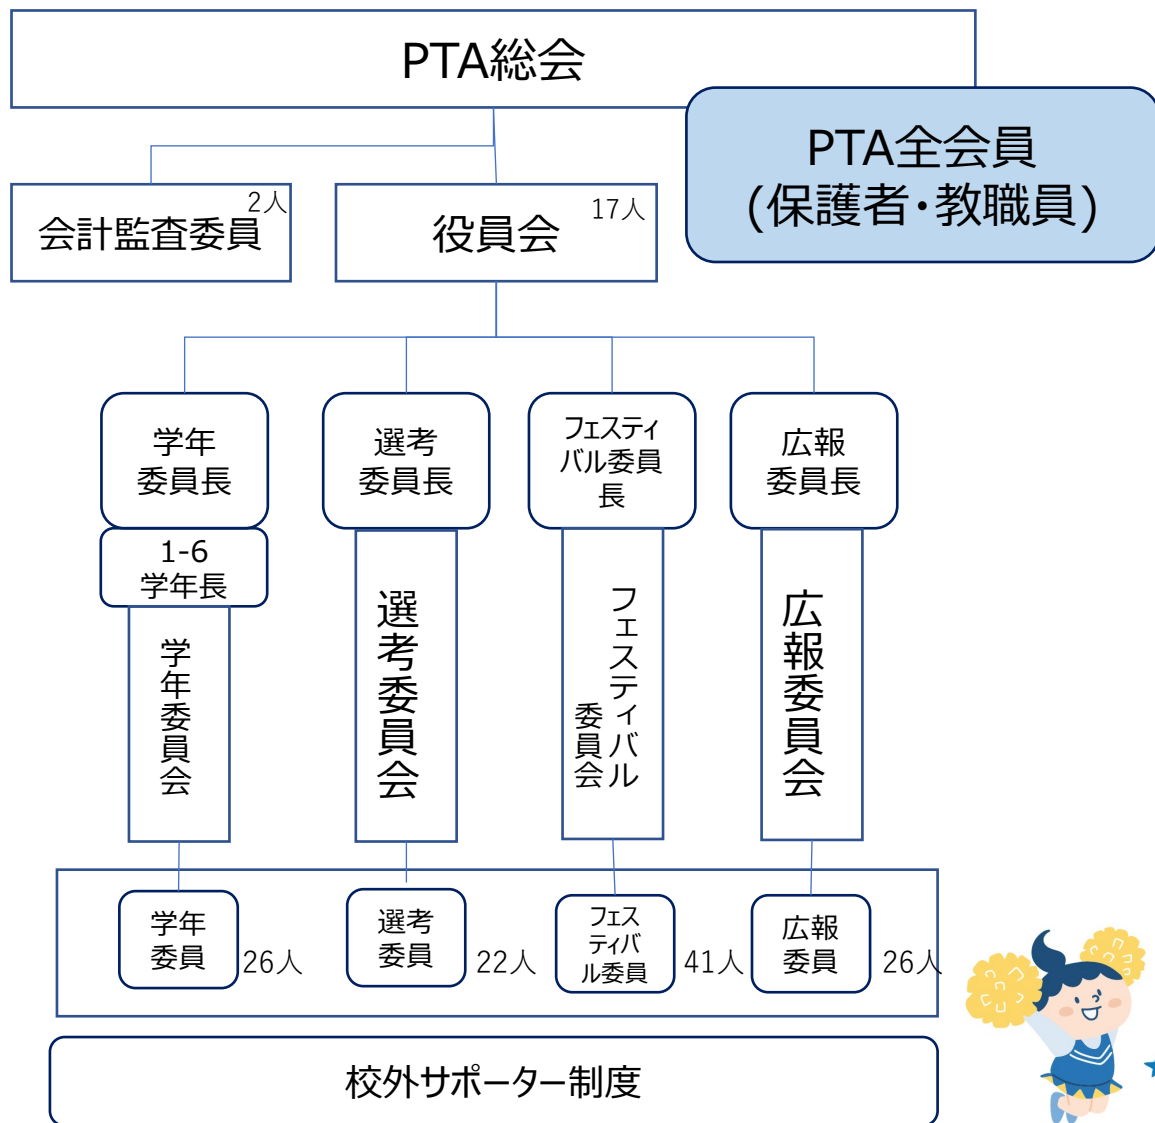 PTA総会
PTA全会員
(保護者・教職員)
会計監査委員
2人
役員会
17人
学年
委員長
選考
委員長
フェスティ
バル委員
長
広報
委員長
1-6
学年長
学年委員会
選考委員会
フェスティバル
委員会
広報委員会
学年
委員
26人
選考
委員
22人
フェス
ティバ
ル委員
41人
広報
委員
26人
校外サポーター制度